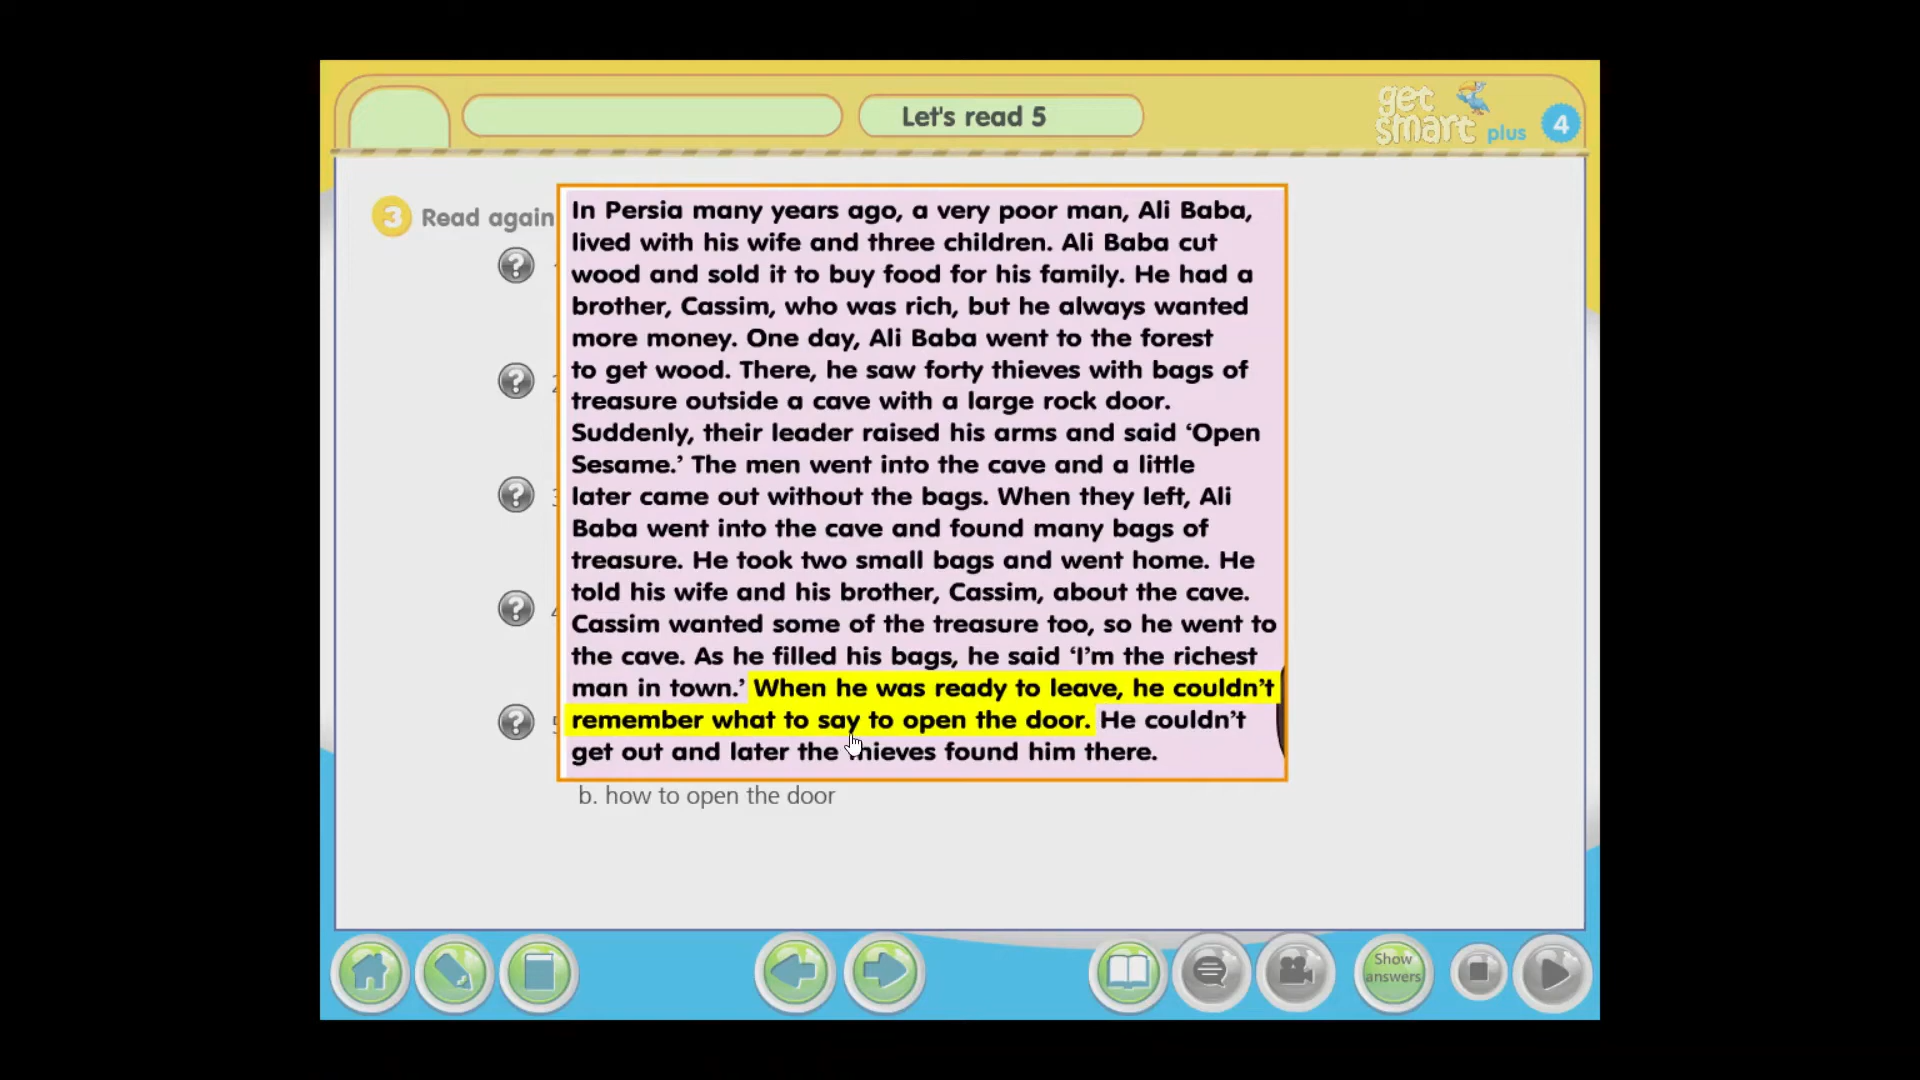 Let's read 5
get
smart plus 4
3 Read again
In Persia many years ago, a very poor man, Ali Baba,
lived with his wife and three children. Ali Baba cut
wood and sold it to buy food for his family. He had a
brother, Cassim, who was rich, but he always wanted
more money. One day, Ali Baba went to the forest
to get wood. There, he saw forty thieves with bags of
treasure outside a cave with a large rock door.
Suddenly, their leader raised his arms and said ‘Open
Sesame.’ The men went into the cave and a little
later came out without the bags. When they left, Ali
Baba went into the cave and found many bags of
treasure. He took two small bags and went home. He
told his wife and his brother, Cassim, about the cave.
Cassim wanted some of the treasure too, so he went to
the cave. As he filled his bags, he said ‘I’m the richest
man in town.’ When he was ready to leave, he couldn’t
remember what to say to open the door. He couldn’t
get out and later the thieves found him there.
b. how to open the door
Show
answers